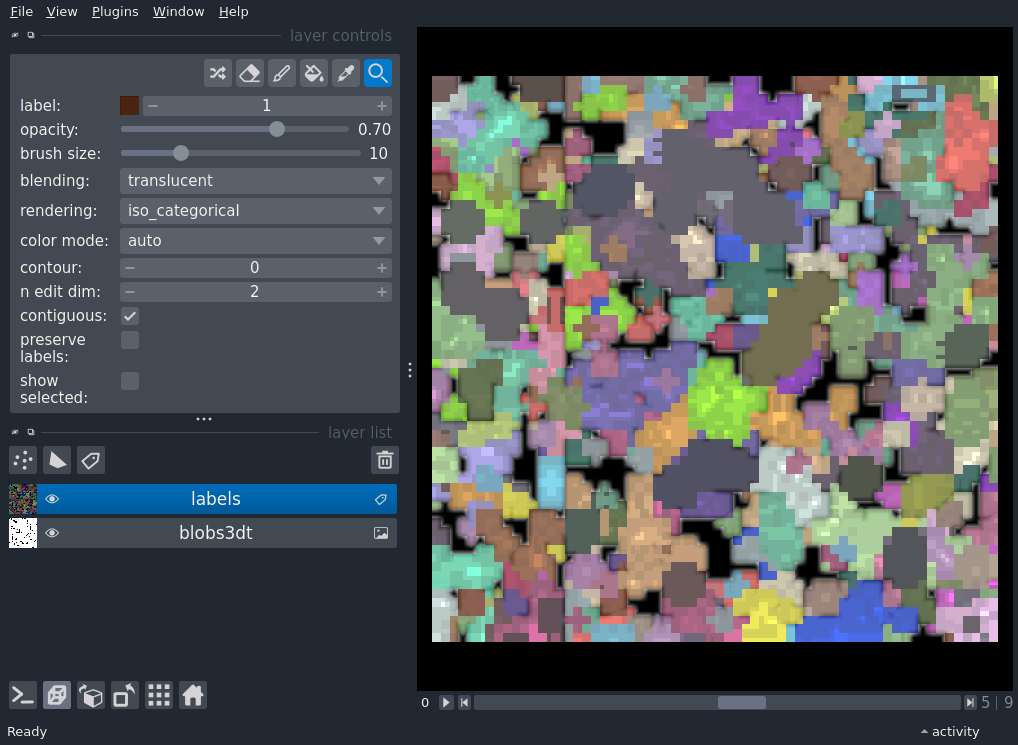 File View Plugins Window Help
layer controls
label: 1
opacity: 0.70
brush size: 10
blending: translucent
rendering: iso_categorical
color mode: auto
contour: 0
n edit dim: 2
contiguous:
preserve
labels:
show
selected:
layer list
labels
blobs3dt
0 5 | 9
Ready activity